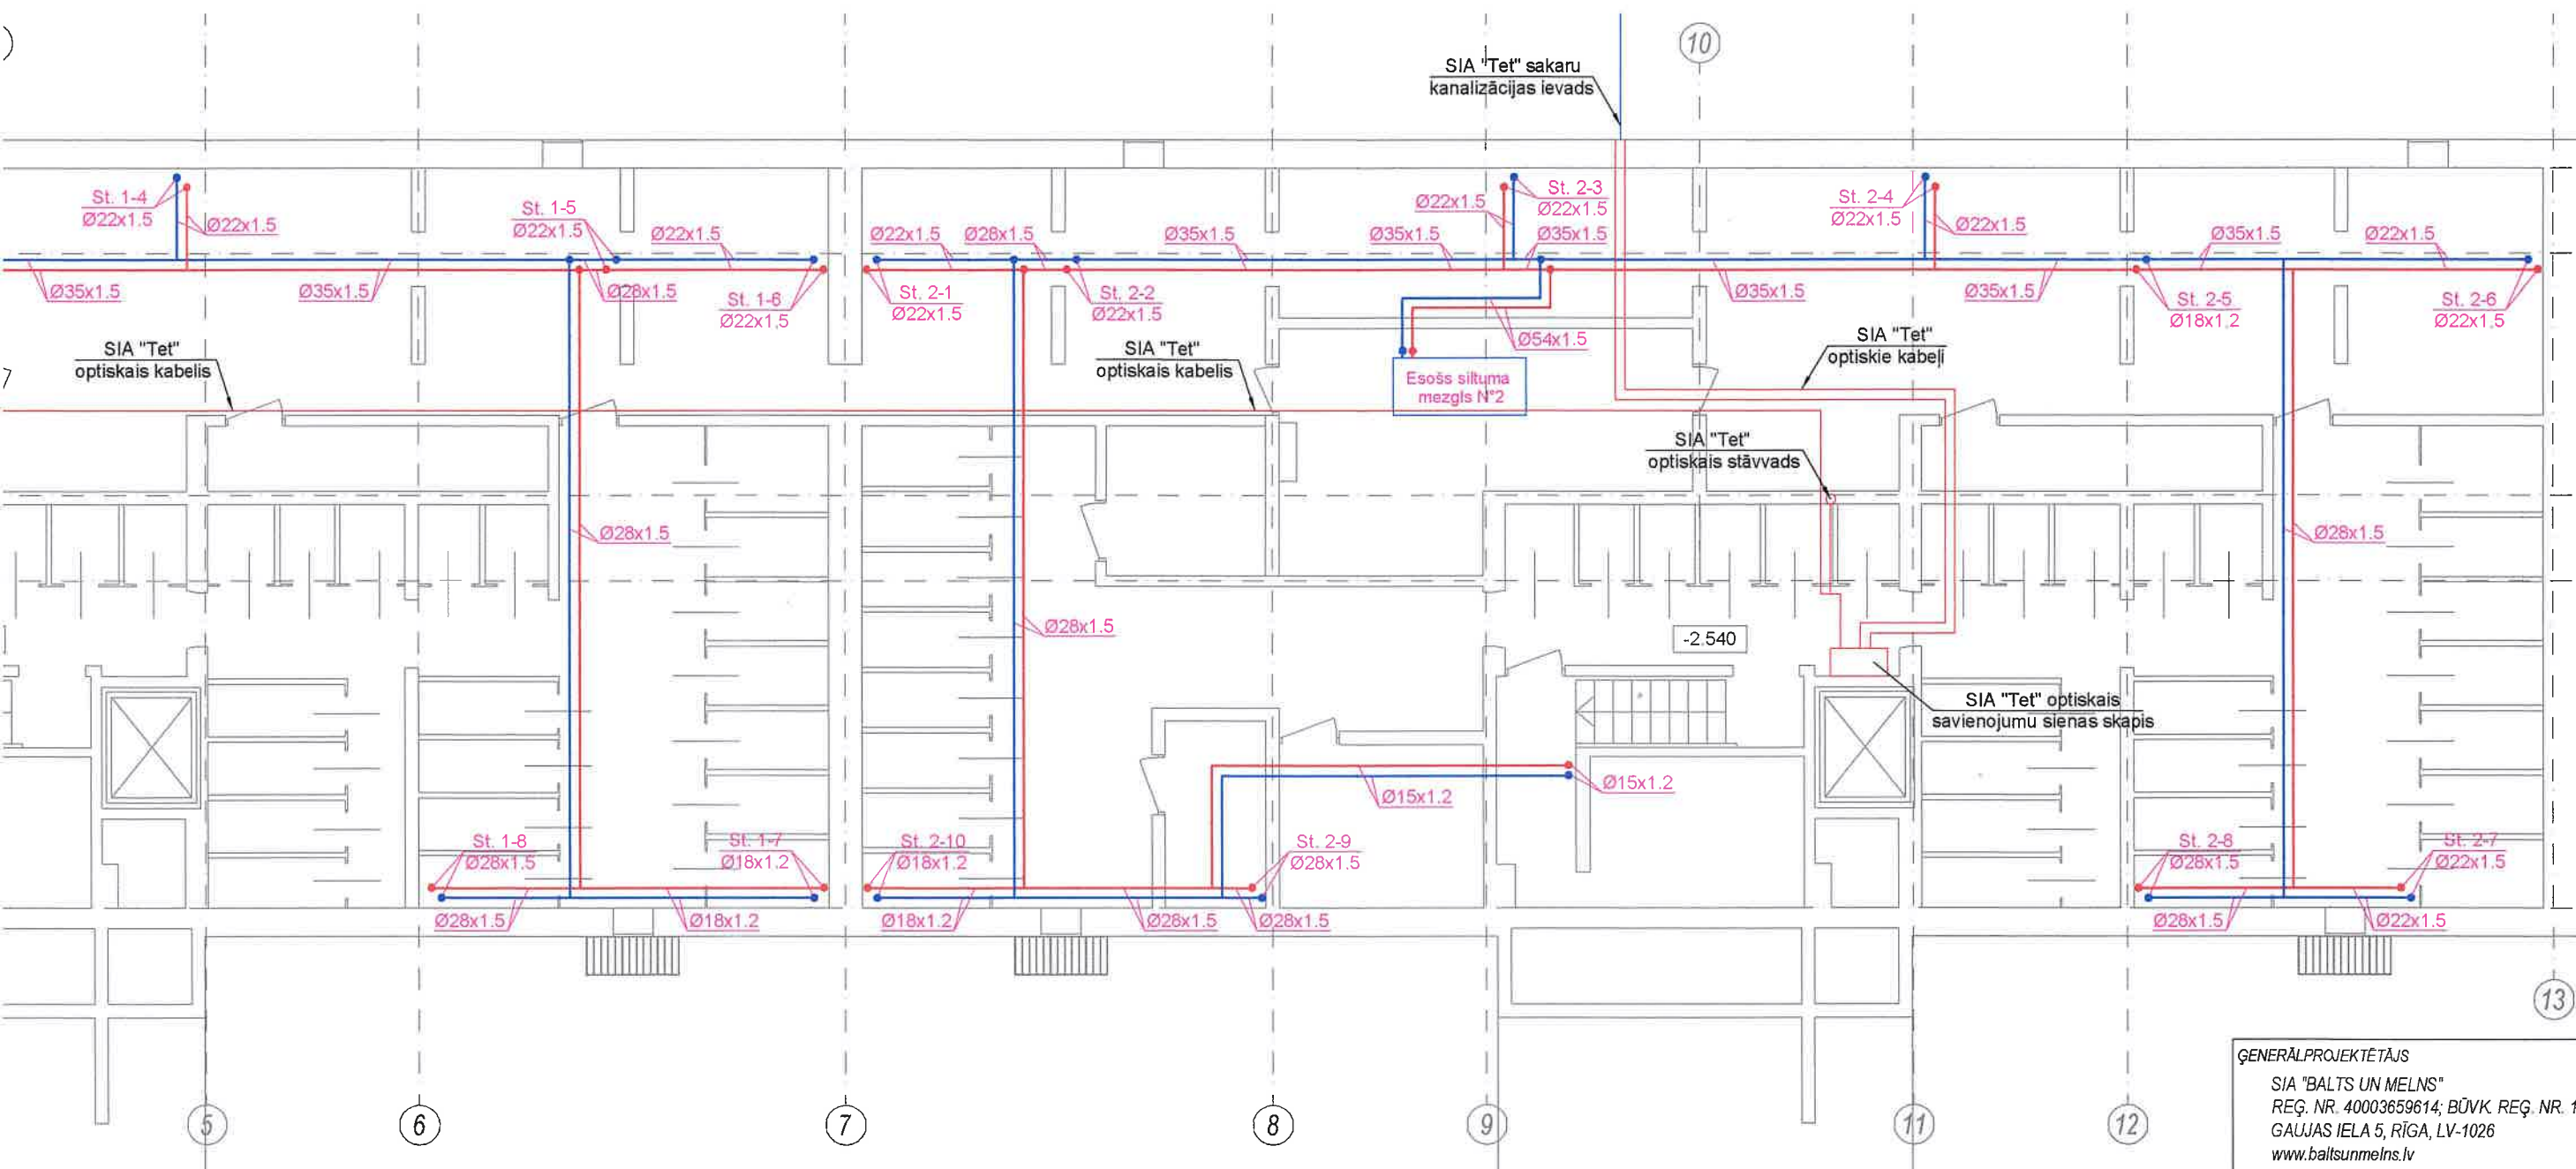 10
SIA "Tet" sakaru
kanalizācijas ievads
St. 1-4
Ø22x1.5
Ø22x1.5
St. 1-5
Ø22x1.5
Ø22x1.5
Ø22x1.5
Ø28x1.5
Ø35x1.5
Ø35x1.5
Ø22x1.5
St. 2-3
Ø22x1.5
Ø35x1.5
St. 2-4
Ø22x1.5
Ø22x1.5
Ø35x1.5
Ø22x1.5
Ø35x1.5
Ø35x1.5
Ø28x1.5
St. 1-6
Ø22x1,5
St. 2-1
Ø22x1.5
St. 2-2
Ø22x1.5
Ø54x1.5
Ø35x1.5
Ø35x1.5
St. 2-5
Ø18x1.2
St. 2-6
Ø22x1.5
SIA "Tet"
optiskais kabelis
SIA "Tet"
optiskais kabelis
Esošs siltuma
mezgls N°2
SIA "Tet"
optiskie kabeļi
SIA "Tet"
optiskais stāvvads
Ø28x1.5
Ø28x1.5
Ø28x1.5
-2.540
SIA "Tet" optiskais
savienojumu sienas skapis
Ø15x1.2
Ø15x1.2
St. 1-8
Ø28x1.5
St. 1-7
Ø18x1.2
St. 2-10
Ø18x1.2
St. 2-9
Ø28x1.5
St. 2-8
Ø28x1.5
St. 2-7
Ø22x1.5
Ø28x1.5
Ø18x1.2
Ø18x1.2
Ø28x1.5
Ø28x1.5
Ø28x1.5
Ø22x1.5
13
5
6
7
8
9
11
12
ĢENERĀLPROJEKTĒTĀJS
SIA "BALTS UN MELNS"
REĢ. NR. 40003659614; BŪVK. REĢ. NR. 1
GAUJAS IELA 5, RĪGA, LV-1026
www.baltsunmelns.lv